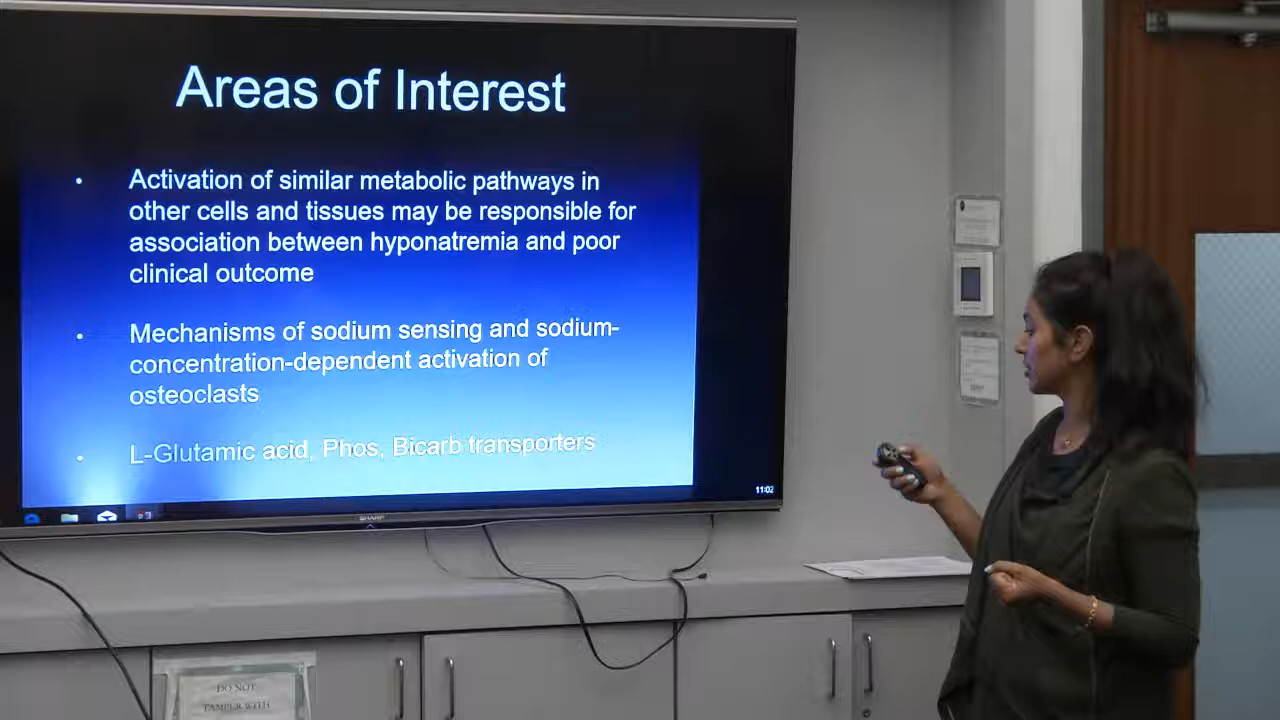 Areas of Interest
• Activation of similar metabolic pathways in
other cells and tissues may be responsible for
association between hyponatremia and poor
clinical outcome
• Mechanisms of sodium sensing and sodium-
concentration-dependent activation of
osteoclasts
• L-Glutamic acid, Phos, Bicarb transporters
11:02
SHARP
DO NOT
TAMPER WITH